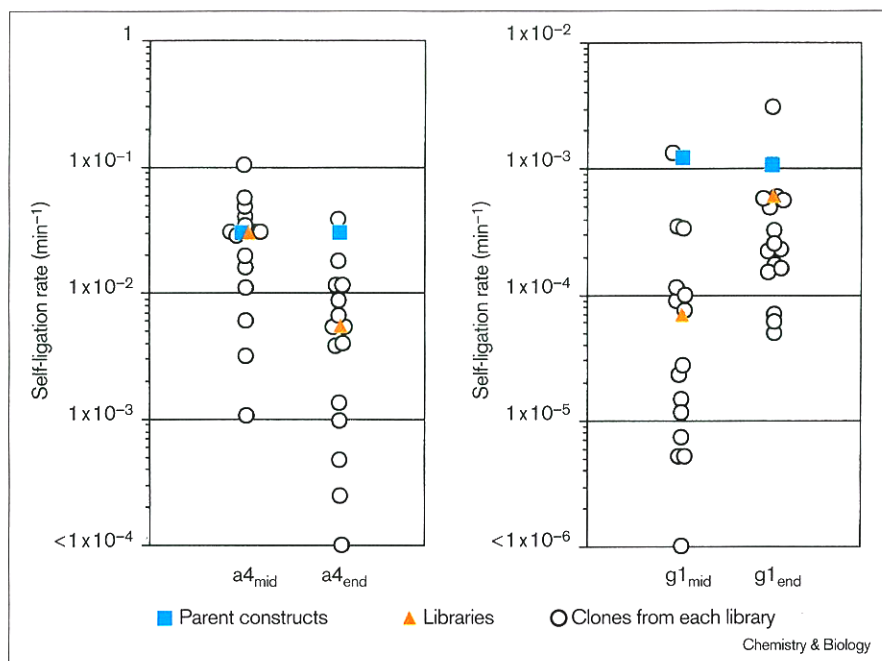 1
1x10⁻¹
1x10⁻²
1x10⁻³
<1x10⁻⁴
Self-ligation rate (min⁻¹)
a4mid
a4end
1x10⁻²
1x10⁻³
1x10⁻⁴
1x10⁻⁵
<1x10⁻⁶
Self-ligation rate (min⁻¹)
g1mid
g1end
Parent constructs
Libraries
Clones from each library
Chemistry & Biology